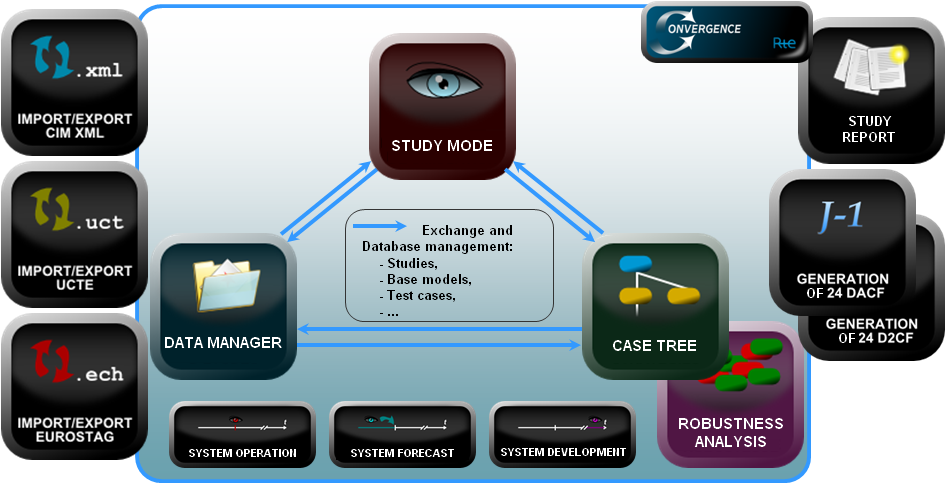 .xml
IMPORT/EXPORT
CIM XML
.uct
IMPORT/EXPORT
UCTE
.ech
IMPORT/EXPORT
EUROSTAG
STUDY MODE
CONVERGENCE
Rte
STUDY
REPORT
J-1
GENERATION
OF 24 DACF
GENERATION
OF 24 D2CF
Exchange and
Database management:
- Studies,
- Base models,
- Test cases,
- ...
DATA MANAGER
CASE TREE
ROBUSTNESS
ANALYSIS
t
SYSTEM OPERATION
t
SYSTEM FORECAST
t
SYSTEM DEVELOPMENT